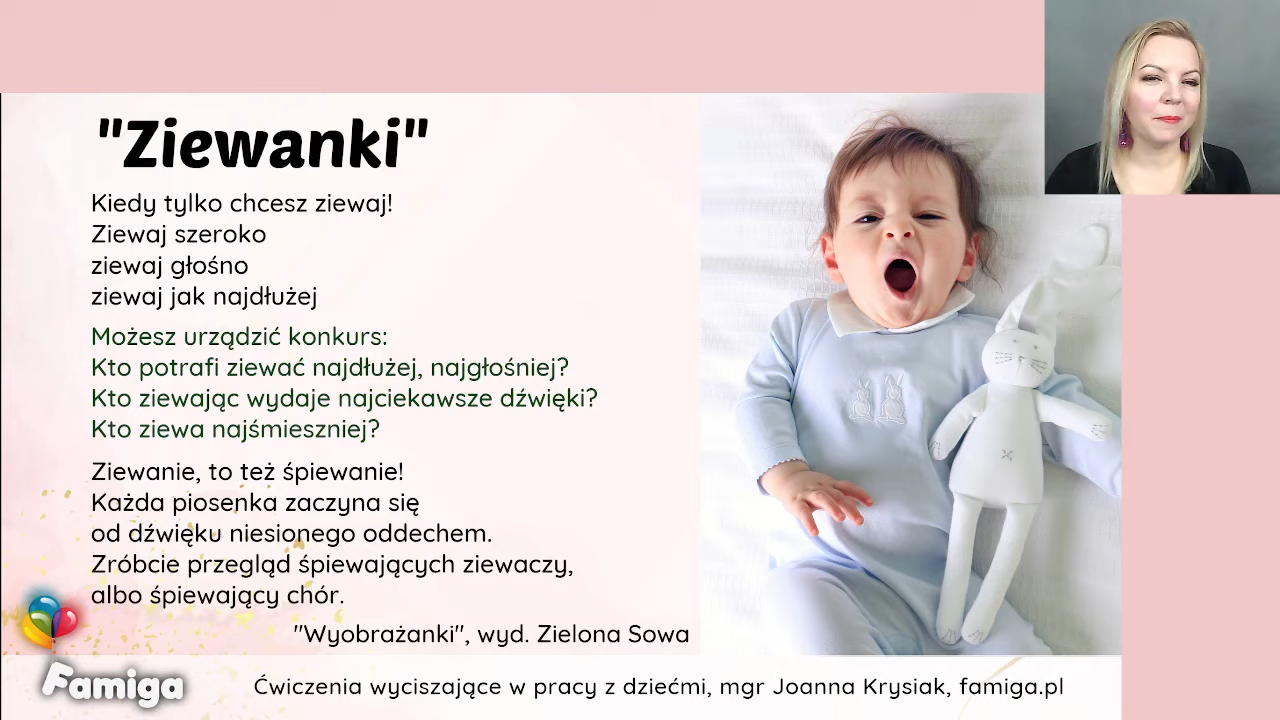 "Ziewanki"
Kiedy tylko chcesz ziewaj!
Ziewaj szeroko
ziewaj głośno
ziewaj jak najdłużej
Możesz urządzić konkurs:
Kto potrafi ziewać najdłużej, najgłośniej?
Kto ziewając wydaje najciekawsze dźwięki?
Kto ziewa najśmieszniej?
Ziewanie, to też śpiewanie!
Każda piosenka zaczyna się
od dźwięku niesionego oddechem.
Zróbcie przegląd śpiewających ziewaczy,
albo śpiewający chór.
"Wyobrażanki", wyd. Zielona Sowa
Famiga
Ćwiczenia wyciszające w pracy z dziećmi, mgr Joanna Krysiak, famiga.pl